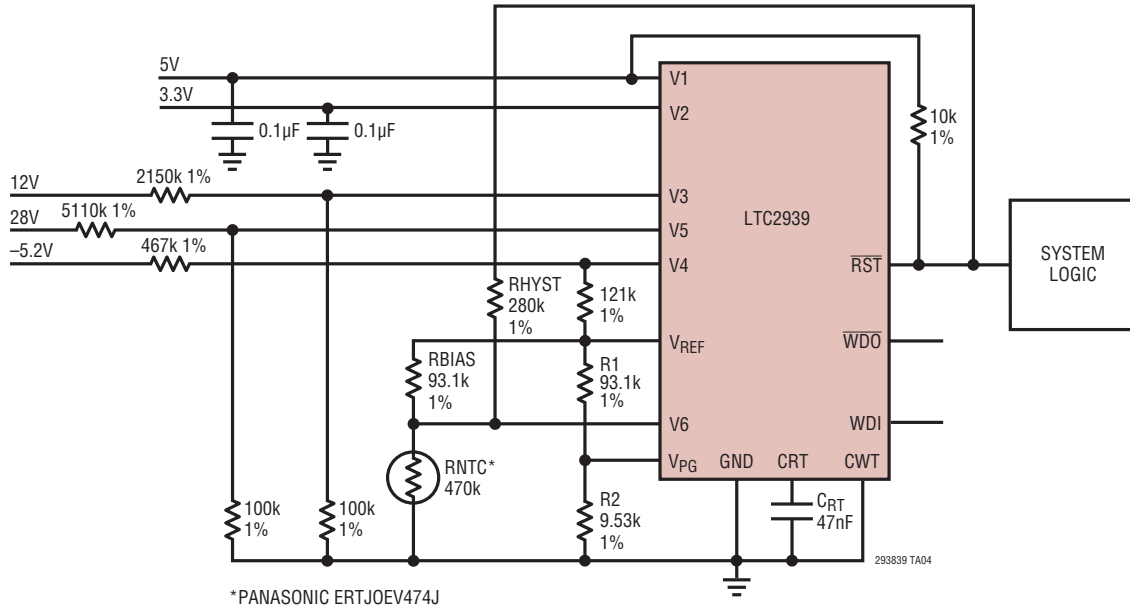 5V
3.3V
0.1µF
0.1µF
12V
2150k 1%
28V
5110k 1%
–5.2V
467k 1%
RHYST
280k
1%
121k
1%
RBIAS
93.1k
1%
R1
93.1k
1%
RNTC*
470k
R2
9.53k
1%
100k
1%
100k
1%
V1
V2
V3
V5
V4
VREF
V6
VPG
GND
CRT
CWT
LTC2939
RST
WDO
WDI
10k
1%
SYSTEM
LOGIC
CRT
47nF
293839 TA04
*PANASONIC ERTJOEV474J